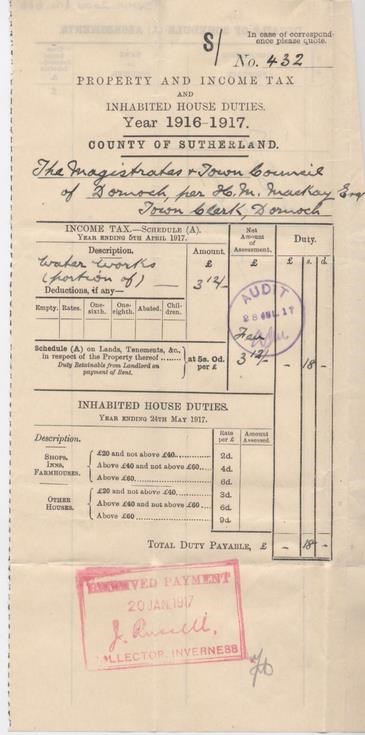 S/
In case of correspond-
ence please quote.
No. 432
PROPERTY AND INCOME TAX
AND
INHABITED HOUSE DUTIES.
Year 1916-1917.
COUNTY OF SUTHERLAND.
The Magistrates & Town Council
of Dornoch, per H. M. Mackay Esq
Town Clerk, Dornoch
INCOME TAX.—SCHEDULE (A).
YEAR ENDING 5TH APRIL 1917.
Net Amount of Assessment.
Duty.
Description. Amount. £ £ £ s. d.
Water Works
(portion of) — 3 12/-
Deductions, if any—
Empty. Rates. One-sixth. One-eighth. Abated. Children.
AUDIT
28 JUL 17
Schedule (A) on Lands, Tenements, &c.,
in respect of the Property thereof ......
Duty Retainable from Landlord on
payment of Rent.
at 5s. 0d. per £ 3 12/- - 18 -
INHABITED HOUSE DUTIES.
YEAR ENDING 24TH MAY 1917.
Description. Rate per £ Amount Assessed.
SHOPS, INNS, FARMHOUSES.
£20 and not above £40 2d.
Above £40 and not above £60 4d.
Above £60 6d.
OTHER HOUSES.
£20 and not above £40 3d.
Above £40 and not above £60 6d.
Above £60 9d.
TOTAL DUTY PAYABLE, £ - 18 -
RECEIVED PAYMENT
20 JAN. 1917
J. Russell,
COLLECTOR, INVERNESS